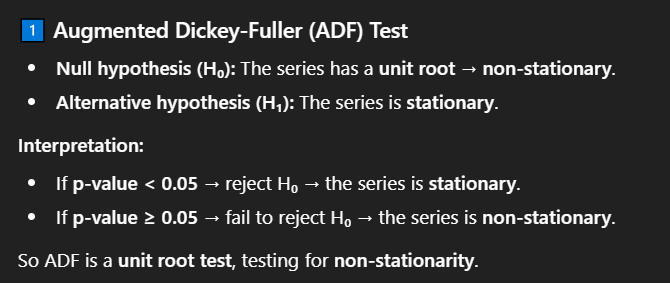 1 Augmented Dickey-Fuller (ADF) Test
• Null hypothesis (H₀): The series has a unit root → non-stationary.
• Alternative hypothesis (H₁): The series is stationary.
Interpretation:
• If p-value < 0.05 → reject H₀ → the series is stationary.
• If p-value ≥ 0.05 → fail to reject H₀ → the series is non-stationary.
So ADF is a unit root test, testing for non-stationarity.